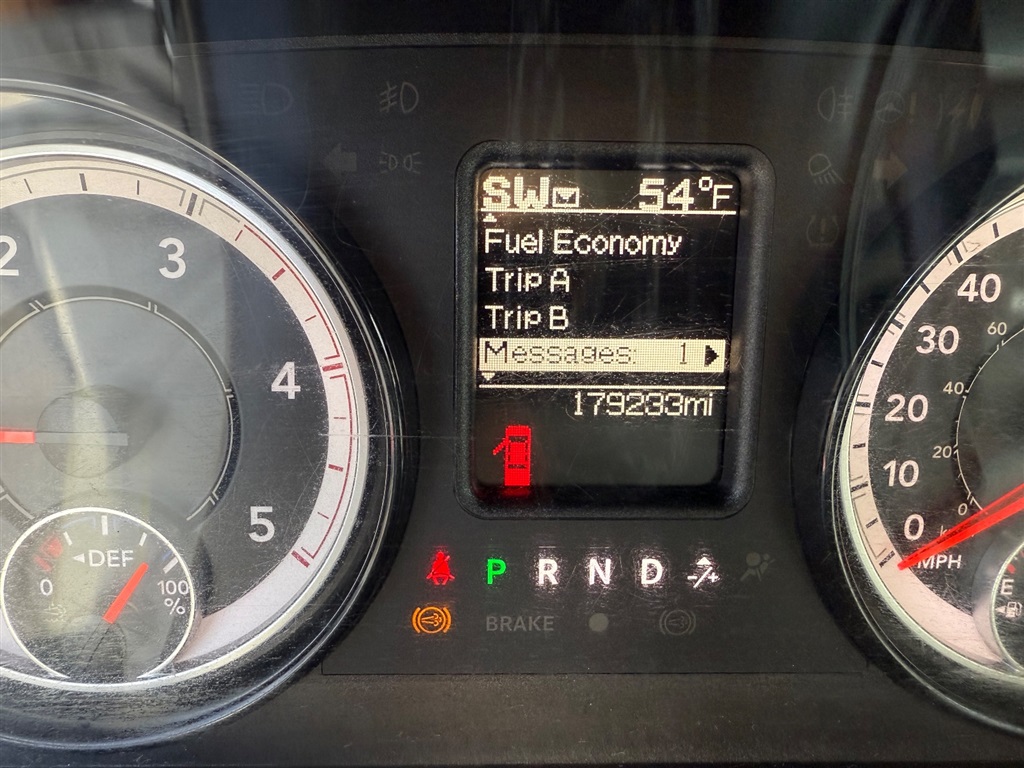 SW 54°F
Fuel Economy
Trip A
Trip B
Messages: 1
179233mi
2
3
4
5
DEF
0
100
%
P R N D
BRAKE
40
30
20
10
0
MPH
60
40
20
0
E